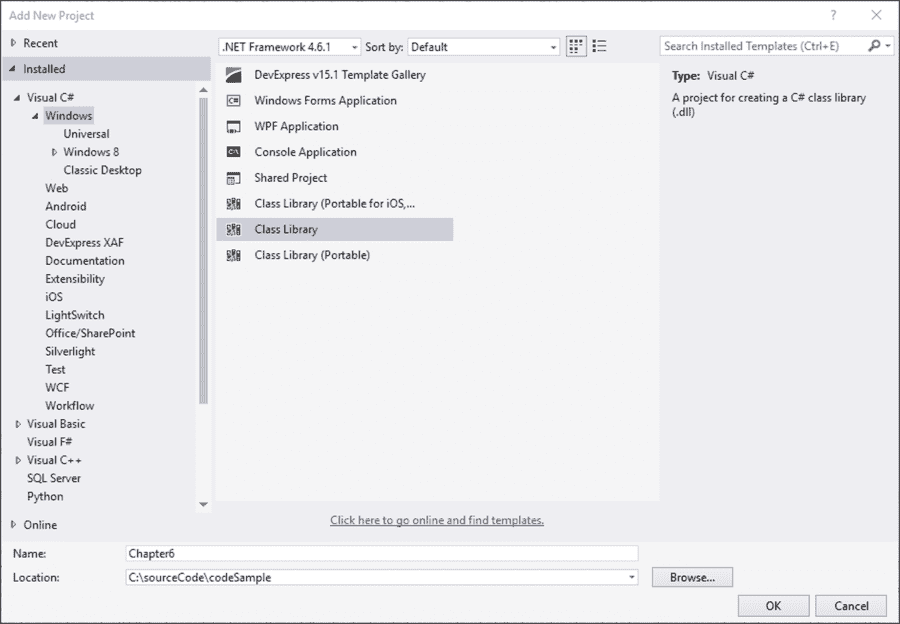 Add New Project
?
Recent
Installed
Visual C#
Windows
Universal
Windows 8
Classic Desktop
Web
Android
Cloud
DevExpress XAF
Documentation
Extensibility
iOS
LightSwitch
Office/SharePoint
Silverlight
Test
WCF
Workflow
Visual Basic
Visual F#
Visual C++
SQL Server
Python
Online
.NET Framework 4.6.1 Sort by: Default
DevExpress v15.1 Template Gallery
Windows Forms Application
WPF Application
Console Application
Shared Project
Class Library (Portable for iOS,...
Class Library
Class Library (Portable)
Click here to go online and find templates.
Search Installed Templates (Ctrl+E)
Type: Visual C#
A project for creating a C# class library
(.dll)
Name: Chapter6
Location: C:\sourceCode\codeSample Browse...
OK Cancel